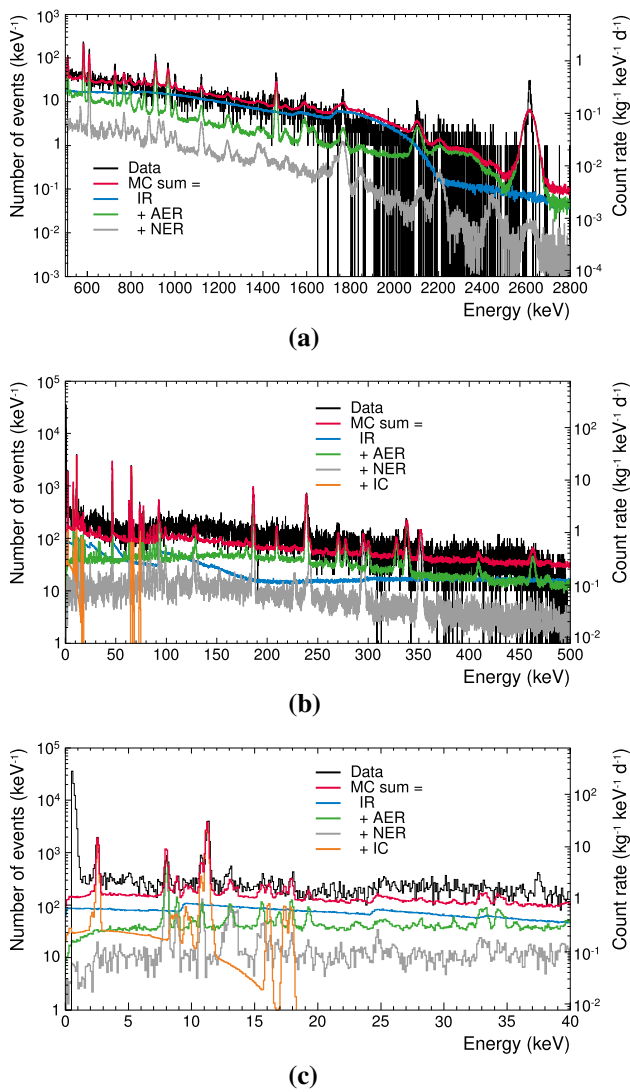 Number of events (keV⁻¹)
10³
10²
10
1
10⁻¹
10⁻²
10⁻³
Data
MC sum =
IR
+ AER
+ NER
1
10⁻¹
10⁻²
10⁻³
10⁻⁴
Count rate (kg⁻¹ keV⁻¹ d⁻¹)
600 800 1000 1200 1400 1600 1800 2000 2200 2400 2600 2800
Energy (keV)
(a)
Number of events (keV⁻¹)
10⁵
10⁴
10³
10²
10
1
Data
MC sum =
IR
+ AER
+ NER
+ IC
10²
10
1
10⁻¹
10⁻²
Count rate (kg⁻¹ keV⁻¹ d⁻¹)
0 50 100 150 200 250 300 350 400 450 500
Energy (keV)
(b)
Number of events (keV⁻¹)
10⁵
10⁴
10³
10²
10
1
Data
MC sum =
IR
+ AER
+ NER
+ IC
10²
10
1
10⁻¹
10⁻²
Count rate (kg⁻¹ keV⁻¹ d⁻¹)
0 5 10 15 20 25 30 35 40
Energy (keV)
(c)